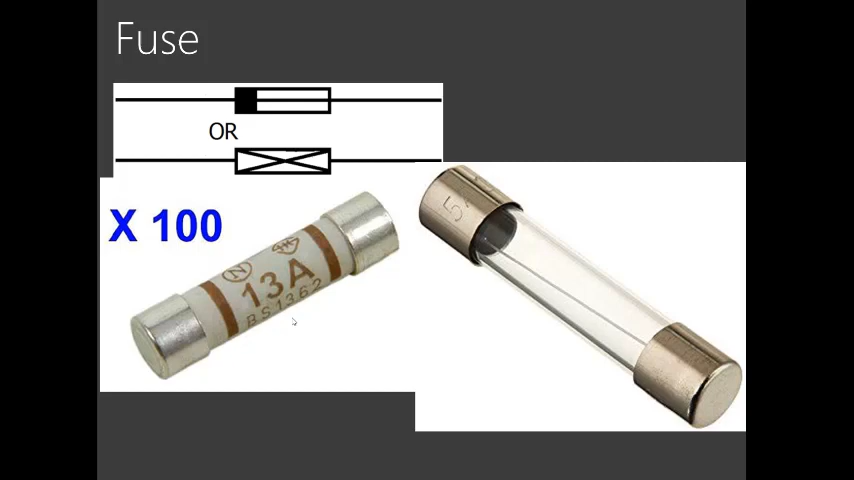 Fuse
OR
X 100
N
13A
BS1362